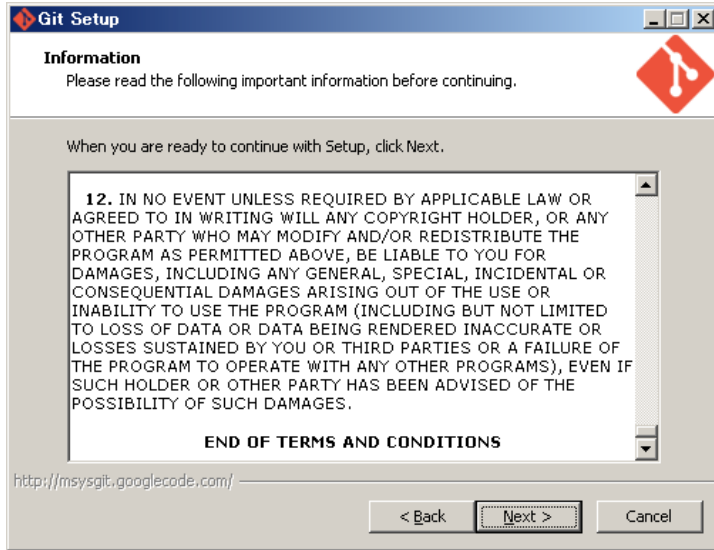 Git Setup
Information
Please read the following important information before continuing.
When you are ready to continue with Setup, click Next.
12. IN NO EVENT UNLESS REQUIRED BY APPLICABLE LAW OR
AGREED TO IN WRITING WILL ANY COPYRIGHT HOLDER, OR ANY
OTHER PARTY WHO MAY MODIFY AND/OR REDISTRIBUTE THE
PROGRAM AS PERMITTED ABOVE, BE LIABLE TO YOU FOR
DAMAGES, INCLUDING ANY GENERAL, SPECIAL, INCIDENTAL OR
CONSEQUENTIAL DAMAGES ARISING OUT OF THE USE OR
INABILITY TO USE THE PROGRAM (INCLUDING BUT NOT LIMITED
TO LOSS OF DATA OR DATA BEING RENDERED INACCURATE OR
LOSSES SUSTAINED BY YOU OR THIRD PARTIES OR A FAILURE OF
THE PROGRAM TO OPERATE WITH ANY OTHER PROGRAMS), EVEN IF
SUCH HOLDER OR OTHER PARTY HAS BEEN ADVISED OF THE
POSSIBILITY OF SUCH DAMAGES.
END OF TERMS AND CONDITIONS
http://msysgit.googlecode.com/
< Back Next > Cancel